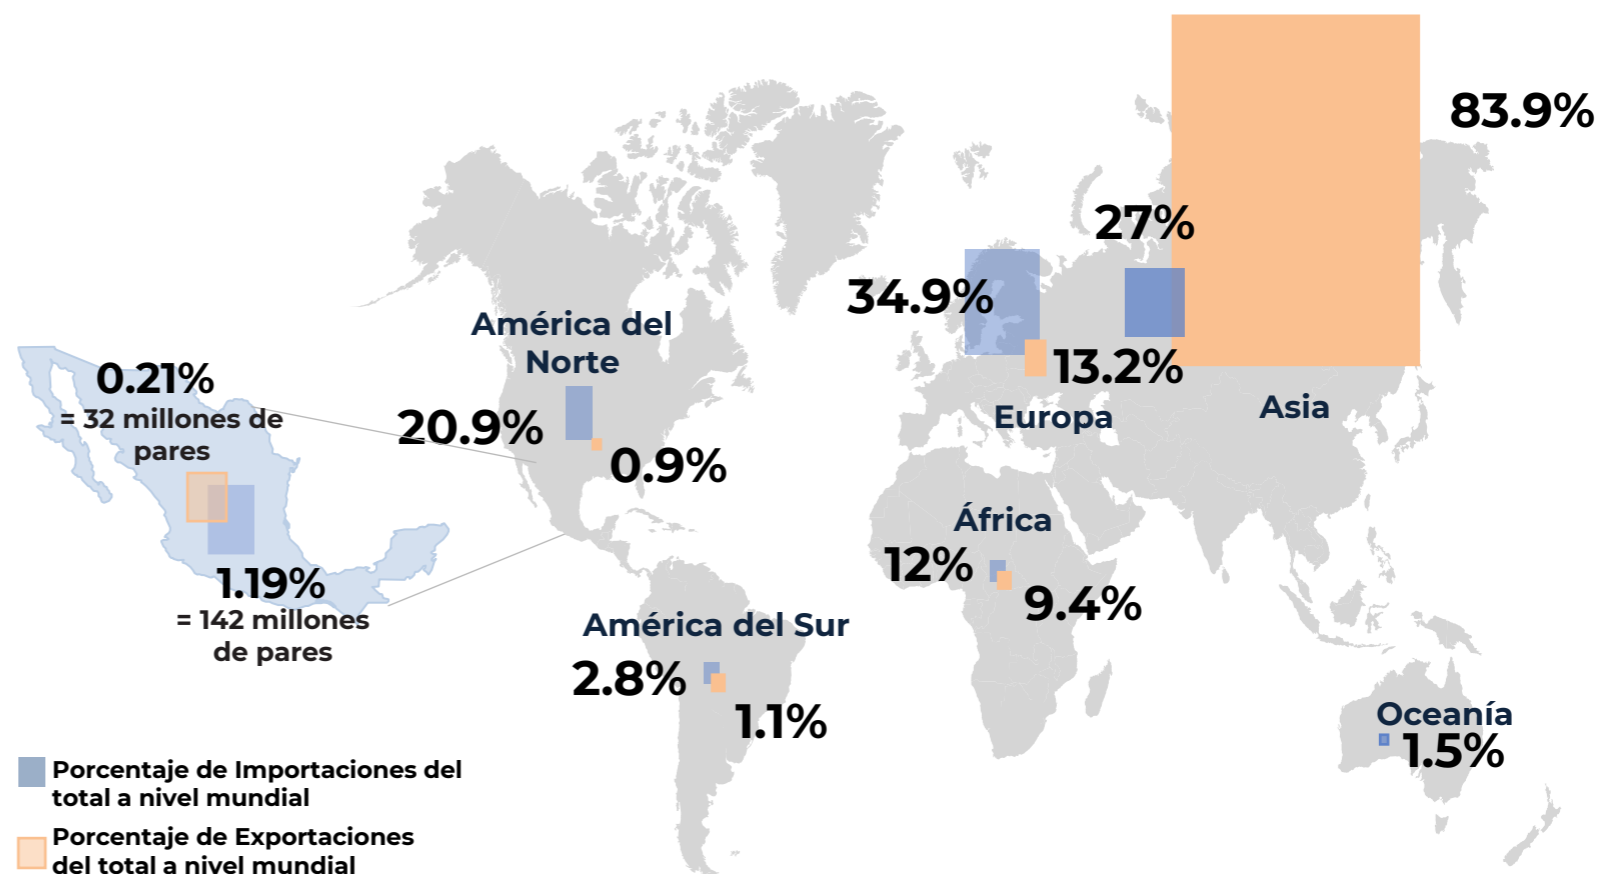 83.9%
27%
34.9%
13.2%
Europa
Asia
América del
Norte
20.9%
0.9%
0.21%
= 32 millones de
pares
1.19%
= 142 millones
de pares
África
12%
9.4%
América del Sur
2.8%
1.1%
Oceanía
1.5%
Porcentaje de Importaciones del
total a nivel mundial
Porcentaje de Exportaciones
del total a nivel mundial